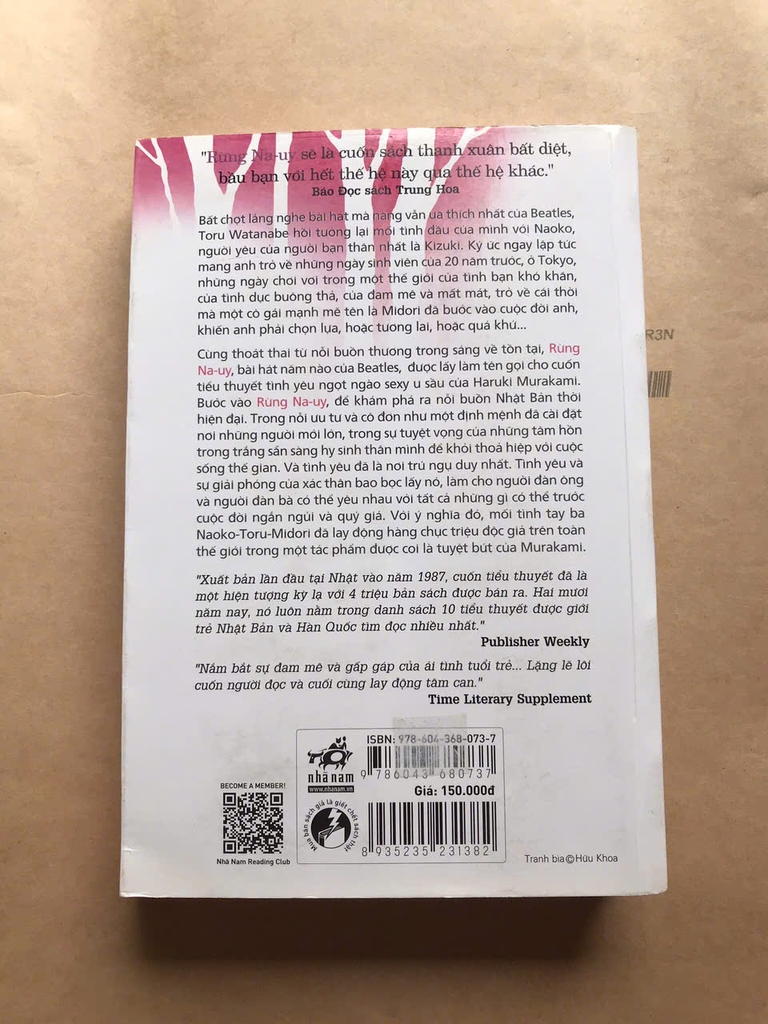 "Rừng Na-uy sẽ là cuốn sách thanh xuân bất diệt,
bầu bạn với hết thế hệ này qua thế hệ khác."
Báo Đọc sách Trung Hoa
Bất chợt lắng nghe bài hát mà nàng vẫn ưa thích nhất của Beatles,
Toru Watanabe hồi tưởng lại mối tình đầu của mình với Naoko,
người yêu của người bạn thân nhất là Kizuki. Ký ức ngay lập tức
mang anh trở về những ngày sinh viên của 20 năm trước, ở Tokyo,
những ngày chơi vơi trong một thế giới của tình bạn khó khăn,
của tình dục buông thả, của đam mê và mất mát, trở về cái thời
mà một cô gái mạnh mẽ tên là Midori đã bước vào cuộc đời anh,
khiến anh phải chọn lựa, hoặc tương lai, hoặc quá khứ...
Cùng thoát thai từ nỗi buồn thương trong sáng về tồn tại, Rừng
Na-uy, bài hát năm nào của Beatles, được lấy làm tên gọi cho cuốn
tiểu thuyết tình yêu ngọt ngào sexy u sầu của Haruki Murakami.
Bước vào Rừng Na-uy, để khám phá ra nỗi buồn Nhật Bản thời
hiện đại. Trong nỗi ưu tư và cô đơn như một định mệnh đã cài đặt
nơi những người mới lớn, trong sự tuyệt vọng của những tâm hồn
trong trắng sẵn sàng hy sinh thân mình để khỏi thoả hiệp với cuộc
sống thế gian. Và tình yêu đã là nơi trú ngụ duy nhất. Tình yêu và
sự giải phóng của xác thân bao bọc lấy nó, làm cho người đàn ông
và người đàn bà có thể yêu nhau với tất cả những gì có thể trước
cuộc đời ngắn ngủi và quý giá. Với ý nghĩa đó, mối tình tay ba
Naoko-Toru-Midori đã lay động hàng chục triệu độc giả trên toàn
thế giới trong một tác phẩm được coi là tuyệt bút của Murakami.
"Xuất bản lần đầu tại Nhật vào năm 1987, cuốn tiểu thuyết đã là
một hiện tượng kỳ lạ với 4 triệu bản sách được bán ra. Hai mươi
năm nay, nó luôn nằm trong danh sách 10 tiểu thuyết được giới
trẻ Nhật Bản và Hàn Quốc tìm đọc nhiều nhất."
Publisher Weekly
"Nắm bắt sự đam mê và gấp gáp của ái tình tuổi trẻ... Lặng lẽ lôi
cuốn người đọc và cuối cùng lay động tâm can."
Time Literary Supplement
R3N
ISBN: 978-604-368-073-7
nhã nam
www.nhanam.vn
9 786043 680737
Giá: 150.000đ
BECOME A MEMBER!
Nhã Nam Reading Club
Mua bán sách giả là giết chết sách thật
8 935235 231382
Tranh bìa©Hữu Khoa